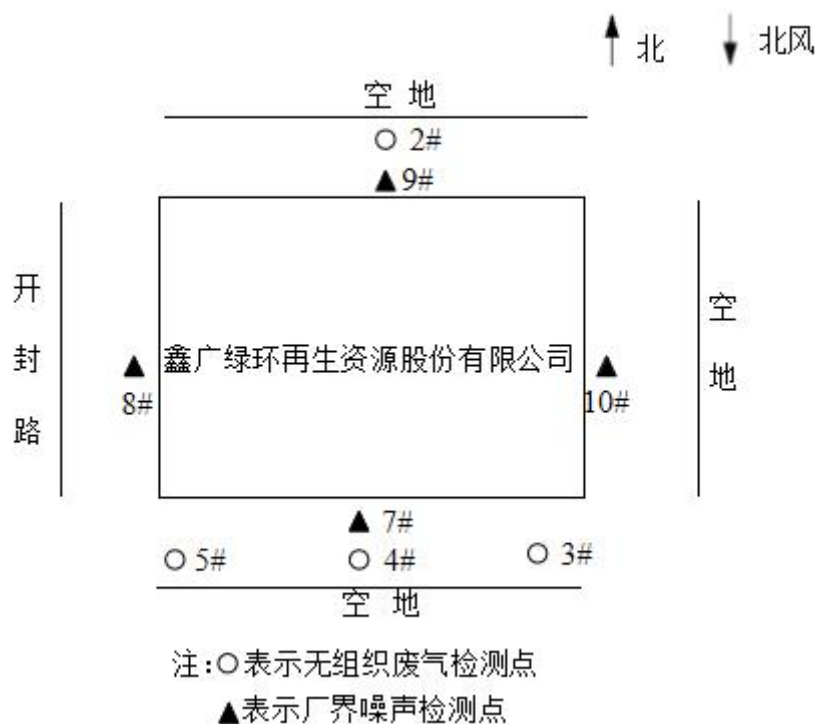 北
北风
空 地
2#
9#
开封路
空地
鑫广绿环再生资源股份有限公司
8#
10#
7#
5#
4#
3#
空 地
注:○表示无组织废气检测点
▲表示厂界噪声检测点